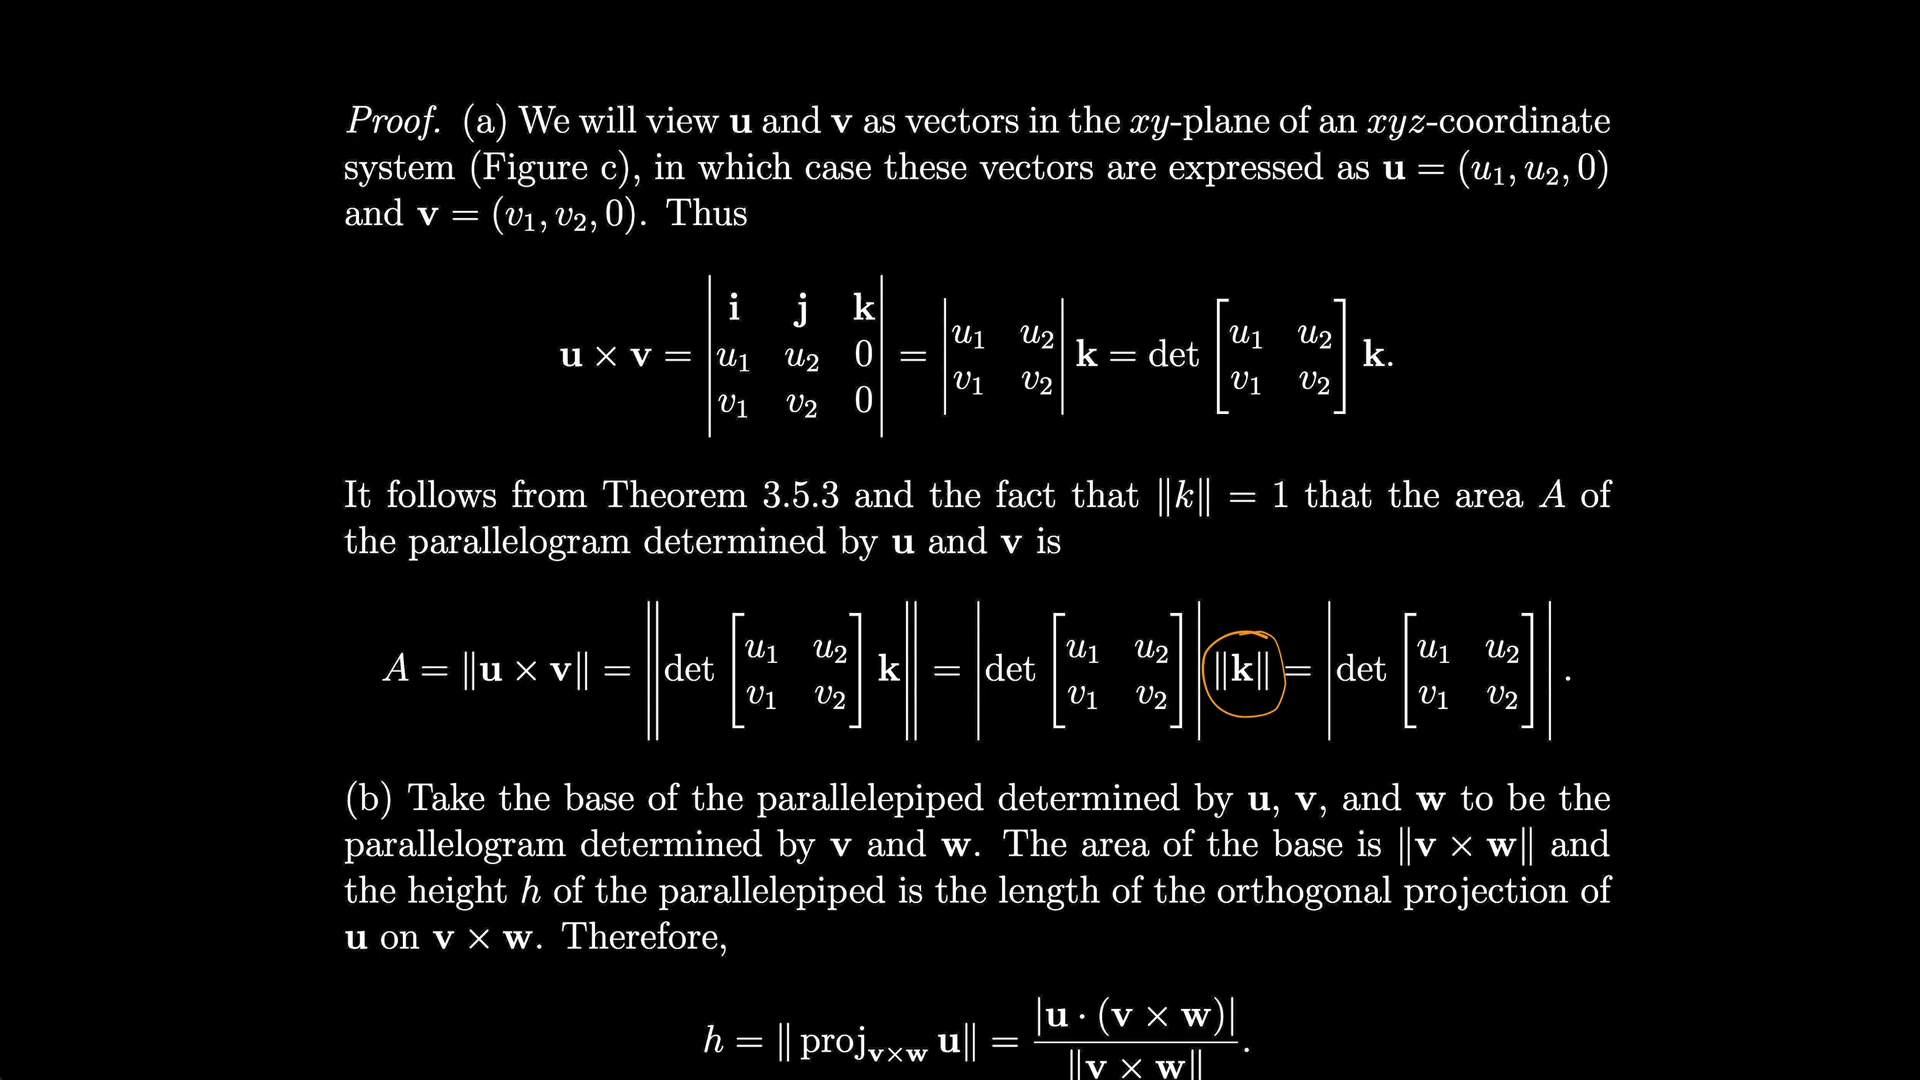 Proof. (a) We will view u and v as vectors in the xy-plane of an xyz-coordinate
system (Figure c), in which case these vectors are expressed as u = (u₁, u₂, 0)
and v = (v₁, v₂, 0). Thus
u × v = |i j k; u₁ u₂ 0; v₁ v₂ 0| = |u₁ u₂; v₁ v₂| k = det [u₁ u₂; v₁ v₂] k.
It follows from Theorem 3.5.3 and the fact that ‖k‖ = 1 that the area A of
the parallelogram determined by u and v is
A = ‖u × v‖ = ‖det [u₁ u₂; v₁ v₂] k‖ = |det [u₁ u₂; v₁ v₂]| ‖k‖ = |det [u₁ u₂; v₁ v₂]|.
(b) Take the base of the parallelepiped determined by u, v, and w to be the
parallelogram determined by v and w. The area of the base is ‖v × w‖ and
the height h of the parallelepiped is the length of the orthogonal projection of
u on v × w. Therefore,
h = ‖ proj_{v×w} u‖ = |u · (v × w)| / ‖v × w‖.